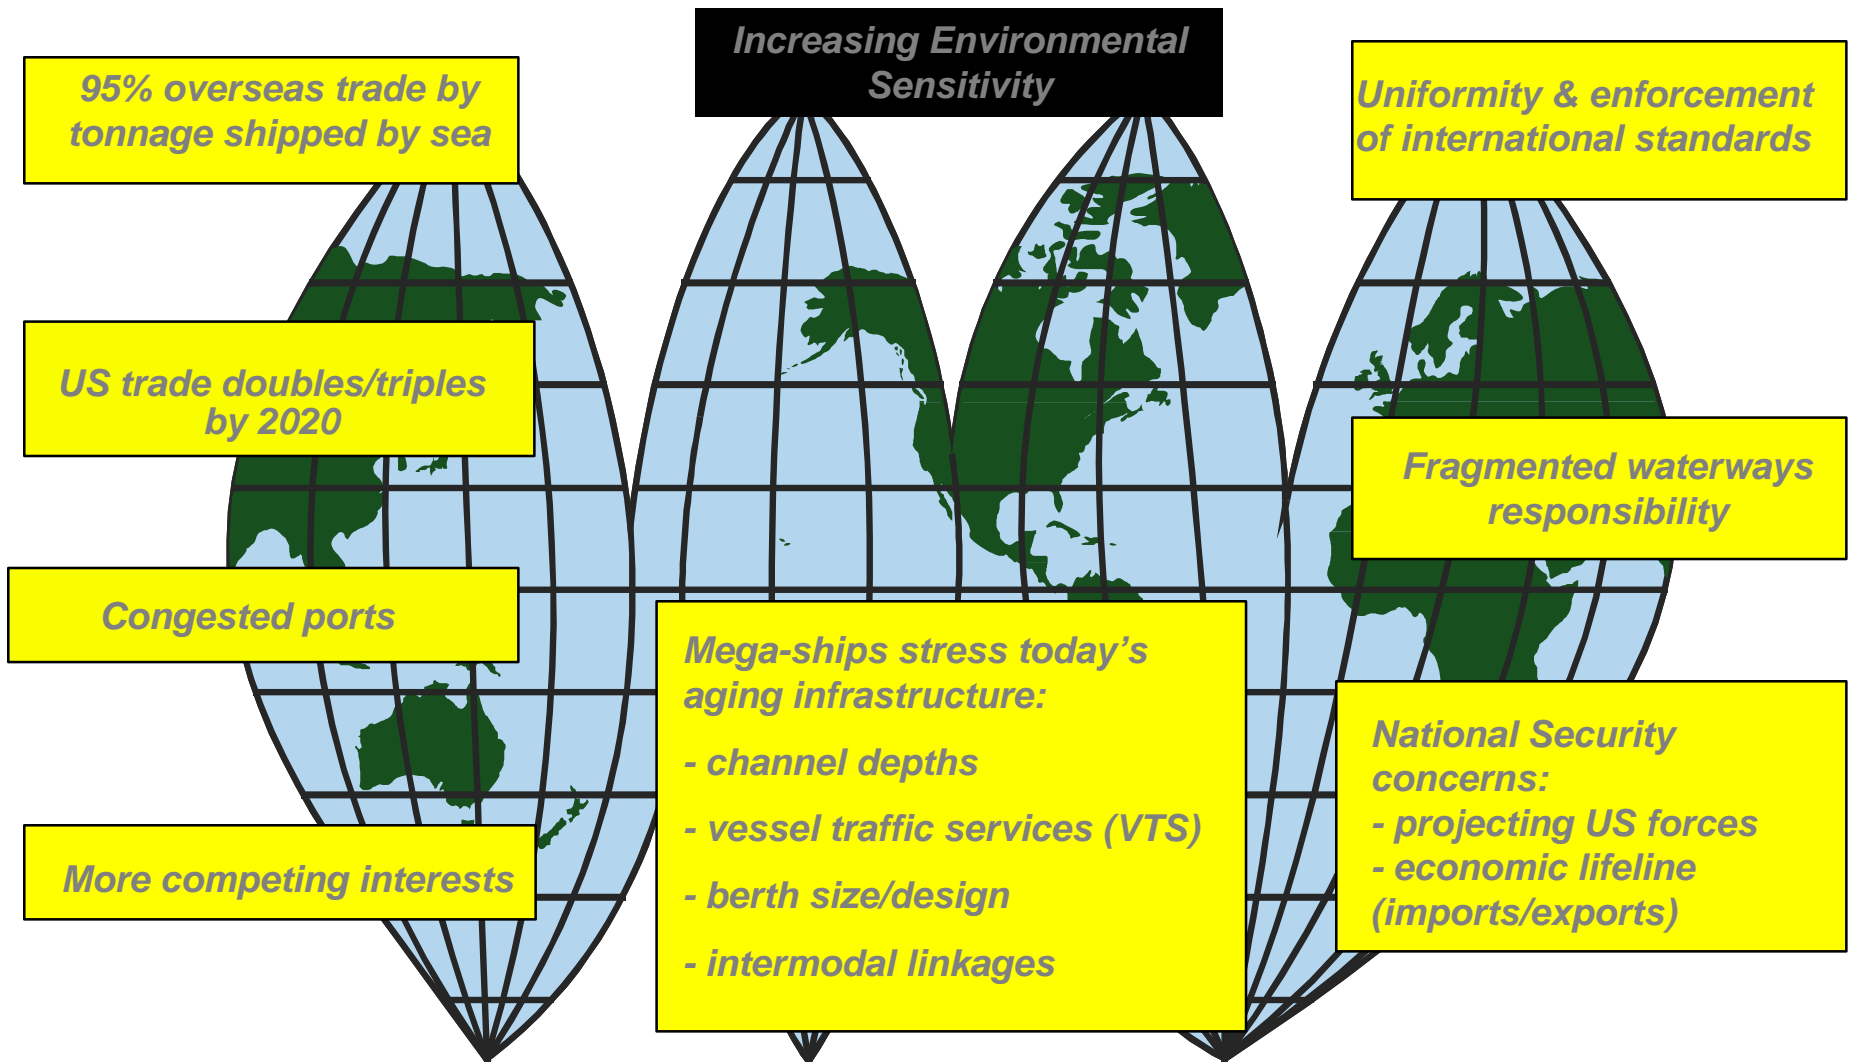 Increasing Environmental
Sensitivity
95% overseas trade by
tonnage shipped by sea
Uniformity & enforcement
of international standards
US trade doubles/triples
by 2020
Fragmented waterways
responsibility
Congested ports
Mega-ships stress today’s
aging infrastructure:
- channel depths
- vessel traffic services (VTS)
- berth size/design
- intermodal linkages
National Security
concerns:
- projecting US forces
- economic lifeline
(imports/exports)
More competing interests